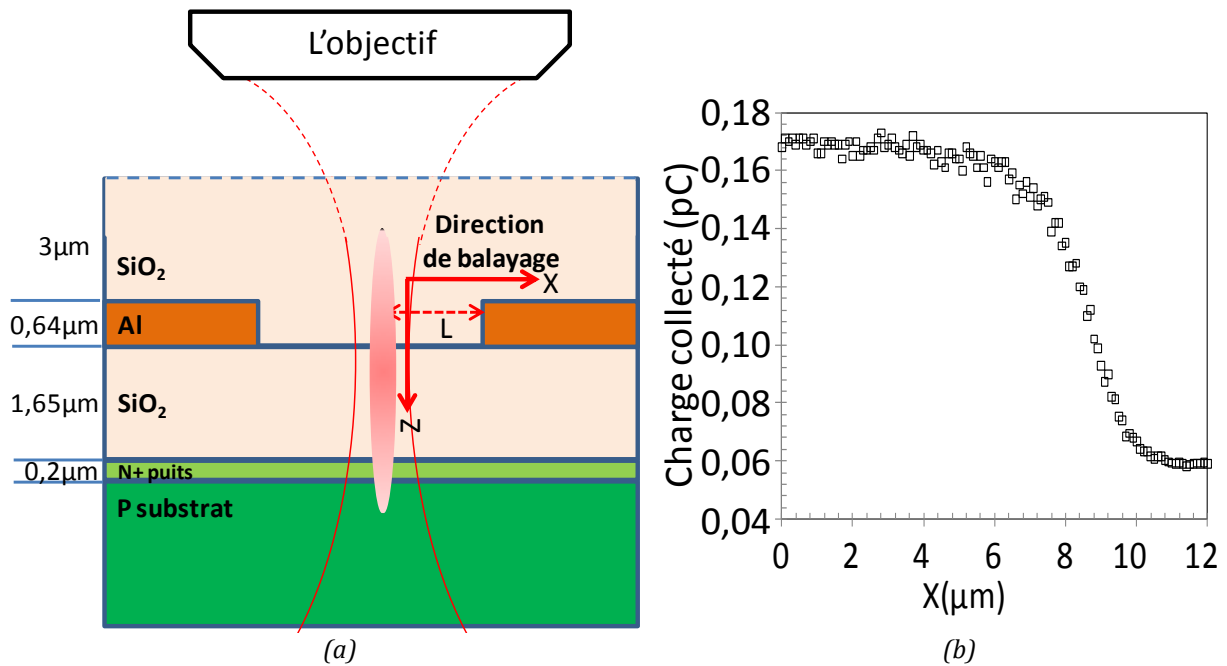 L'objectif
Direction
de balayage
X
L
Z
3µm
SiO₂
0,64µm
Al
1,65µm
SiO₂
0,2µm
N+ puits
P substrat
(a)
Charge collecté (pC)
0,18
0,16
0,14
0,12
0,10
0,08
0,06
0,04
0 2 4 6 8 10 12
X(µm)
(b)